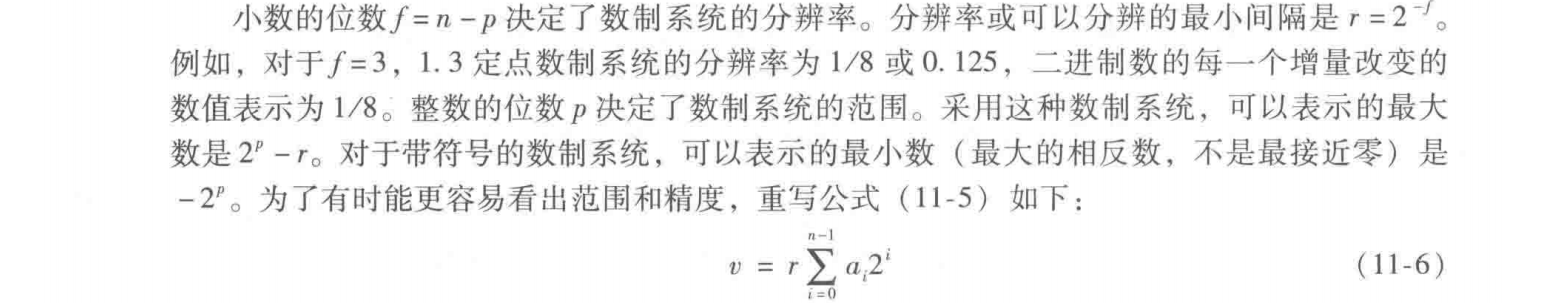 小数的位数 f = n - p 决定了数制系统的分辨率。分辨率或可以分辨的最小间隔是 r = 2^{-f}。
例如，对于 f = 3，1.3 定点数制系统的分辨率为 1/8 或 0.125，二进制数的每一个增量改变的
数值表示为 1/8。整数的位数 p 决定了数制系统的范围。采用这种数制系统，可以表示的最大
数是 2^p - r。对于带符号的数制系统，可以表示的最小数（最大的相反数，不是最接近零）是
-2^p。为了有时能更容易看出范围和精度，重写公式（11-5）如下：
v = r \sum_{i=0}^{n-1} a_i 2^i （11-6）